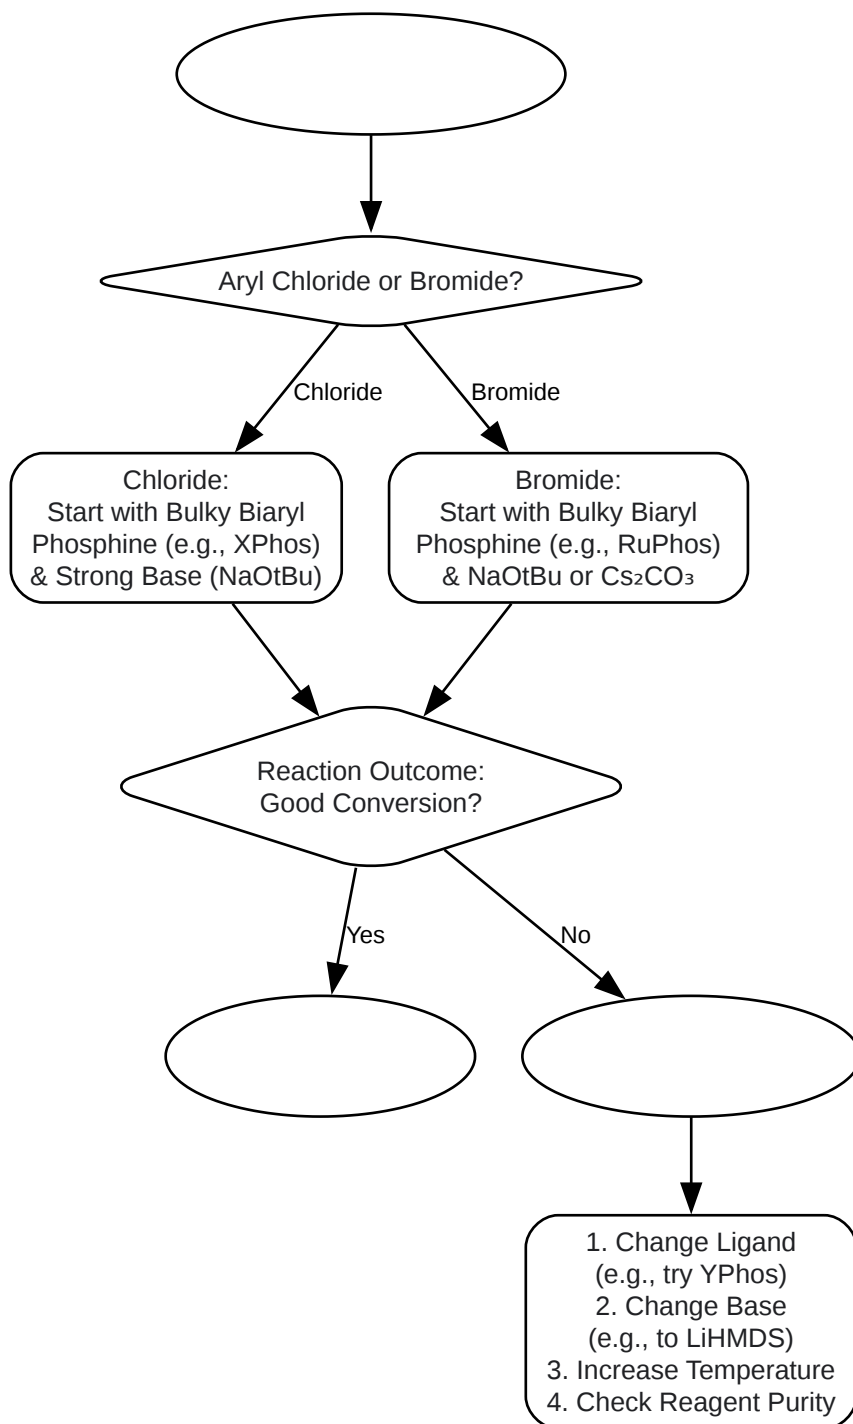 Aryl Chloride or Bromide?
Chloride
Bromide
Chloride:
Start with Bulky Biaryl
Phosphine (e.g., XPhos)
& Strong Base (NaOtBu)
Bromide:
Start with Bulky Biaryl
Phosphine (e.g., RuPhos)
& NaOtBu or Cs₂CO₃
Reaction Outcome:
Good Conversion?
Yes
No
1. Change Ligand
(e.g., try YPhos)
2. Change Base
(e.g., to LiHMDS)
3. Increase Temperature
4. Check Reagent Purity